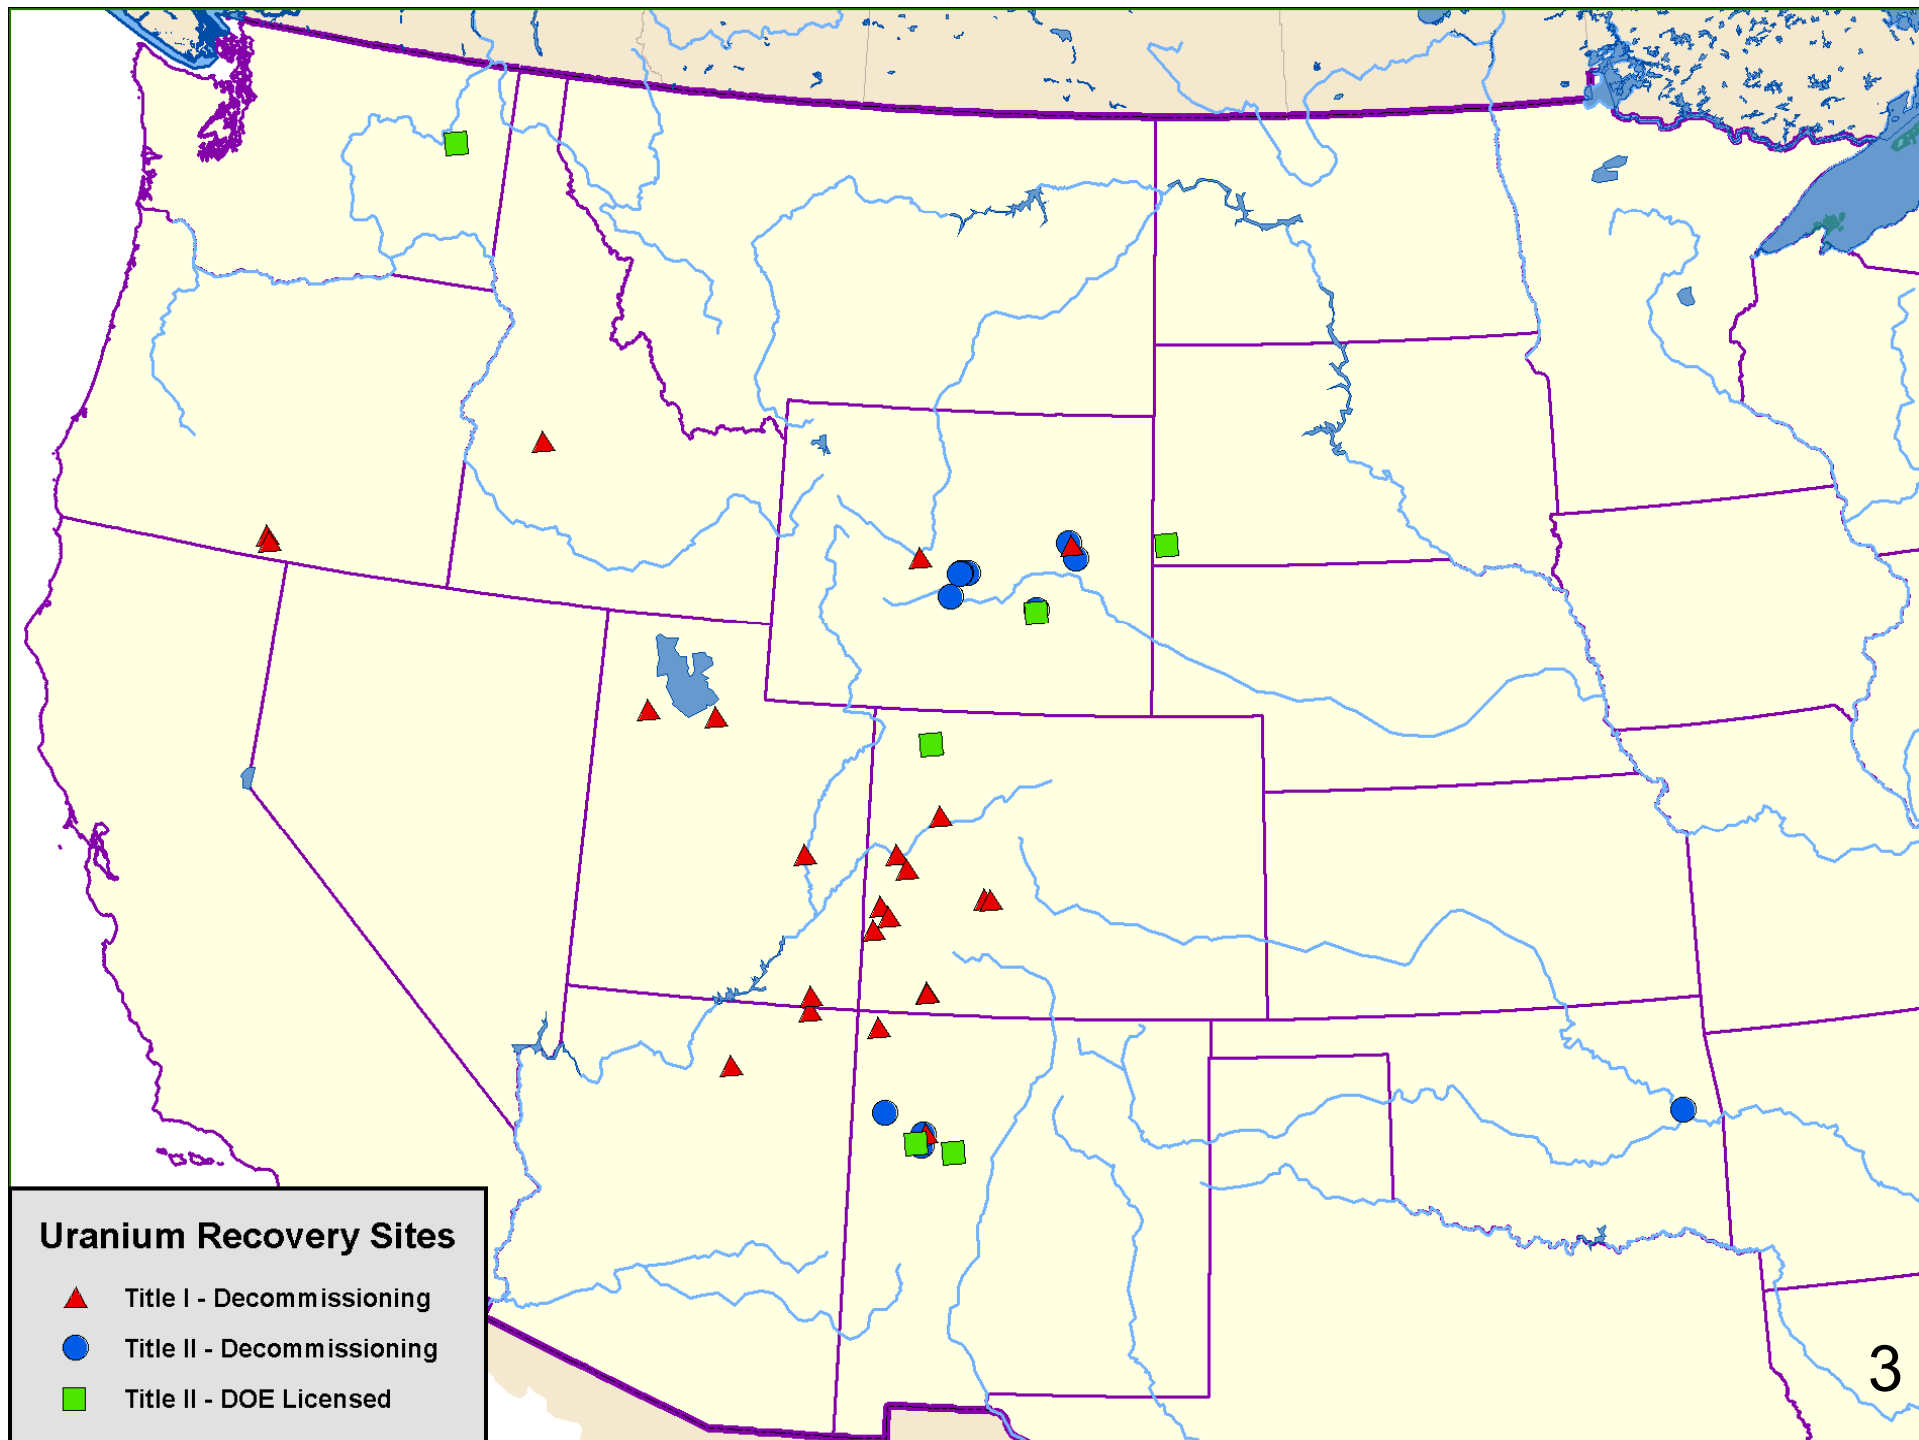 Uranium Recovery Sites
Title I - Decommissioning
Title II - Decommissioning
Title II - DOE Licensed
3